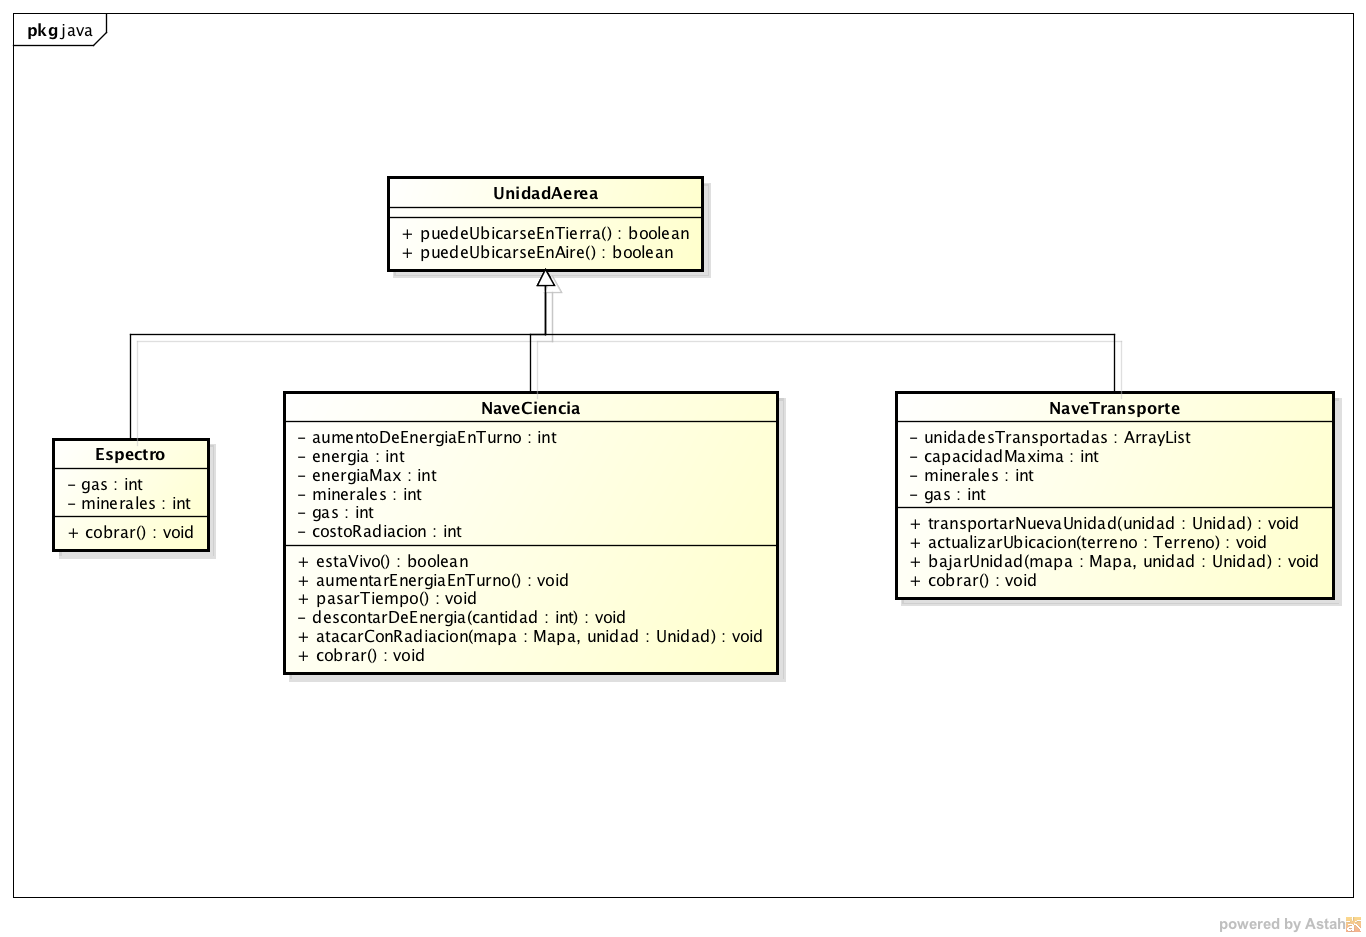 pkg java
UnidadAerea
+ puedeUbicarseEnTierra() : boolean
+ puedeUbicarseEnAire() : boolean
Espectro
- gas : int
- minerales : int
+ cobrar() : void
NaveCiencia
- aumentoDeEnergiaEnTurno : int
- energia : int
- energiaMax : int
- minerales : int
- gas : int
- costoRadiacion : int
+ estaVivo() : boolean
+ aumentarEnergiaEnTurno() : void
+ pasarTiempo() : void
- descontarDeEnergia(cantidad : int) : void
+ atacarConRadiacion(mapa : Mapa, unidad : Unidad) : void
+ cobrar() : void
NaveTransporte
- unidadesTransportadas : ArrayList
- capacidadMaxima : int
- minerales : int
- gas : int
+ transportarNuevaUnidad(unidad : Unidad) : void
+ actualizarUbicacion(terreno : Terreno) : void
+ bajarUnidad(mapa : Mapa, unidad : Unidad) : void
+ cobrar() : void
powered by Astah